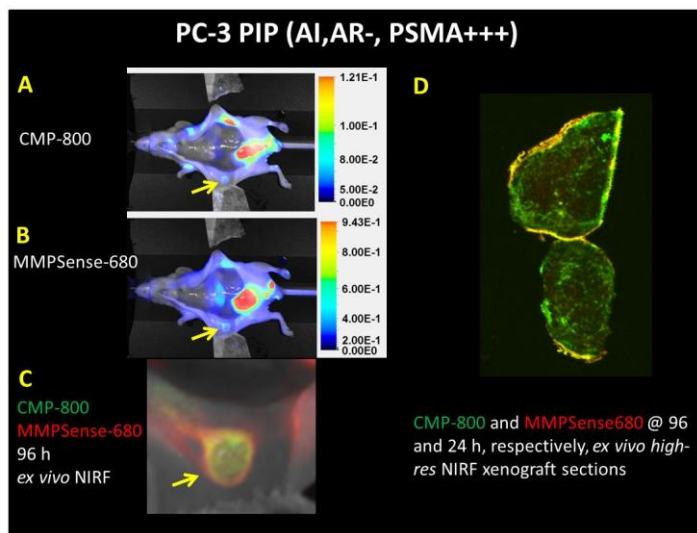 PC-3 PIP (AI,AR-, PSMA+++)
A
CMP-800
1.21E-1
1.00E-1
8.00E-2
5.00E-2
0.00E0
B
MMPSense-680
9.43E-1
8.00E-1
6.00E-1
4.00E-1
2.00E-1
0.00E0
C
CMP-800
MMPSense-680
96 h
ex vivo NIRF
D
CMP-800 and MMPSense680 @ 96
and 24 h, respectively, ex vivo high-
res NIRF xenograft sections